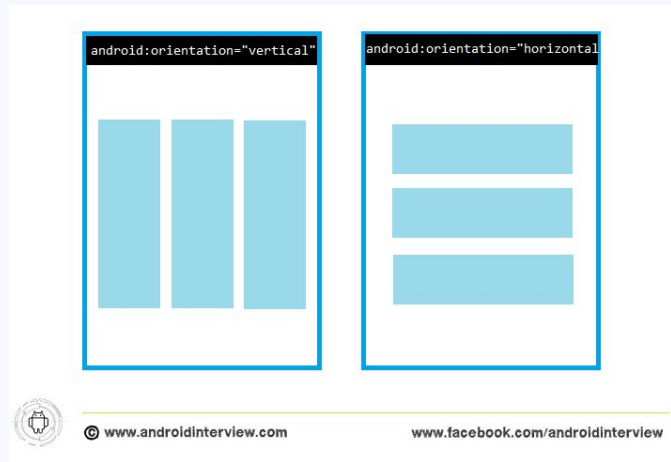 android:orientation="vertical"
android:orientation="horizontal
© www.androidinterview.com
www.facebook.com/androidinterview